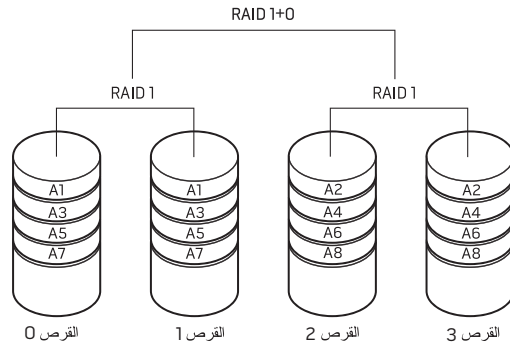 RAID 1+0
RAID 1
RAID 1
A1
A3
A5
A7
A1
A3
A5
A7
A2
A4
A6
A8
A2
A4
A6
A8
القرص 0
القرص 1
القرص 2
القرص 3